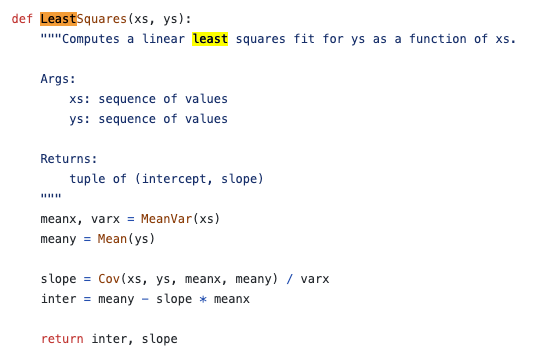 def LeastSquares(xs, ys):
    """Computes a linear least squares fit for ys as a function of xs.

    Args:
        xs: sequence of values
        ys: sequence of values

    Returns:
        tuple of (intercept, slope)
    """
    meanx, varx = MeanVar(xs)
    meany = Mean(ys)

    slope = Cov(xs, ys, meanx, meany) / varx
    inter = meany - slope * meanx

    return inter, slope